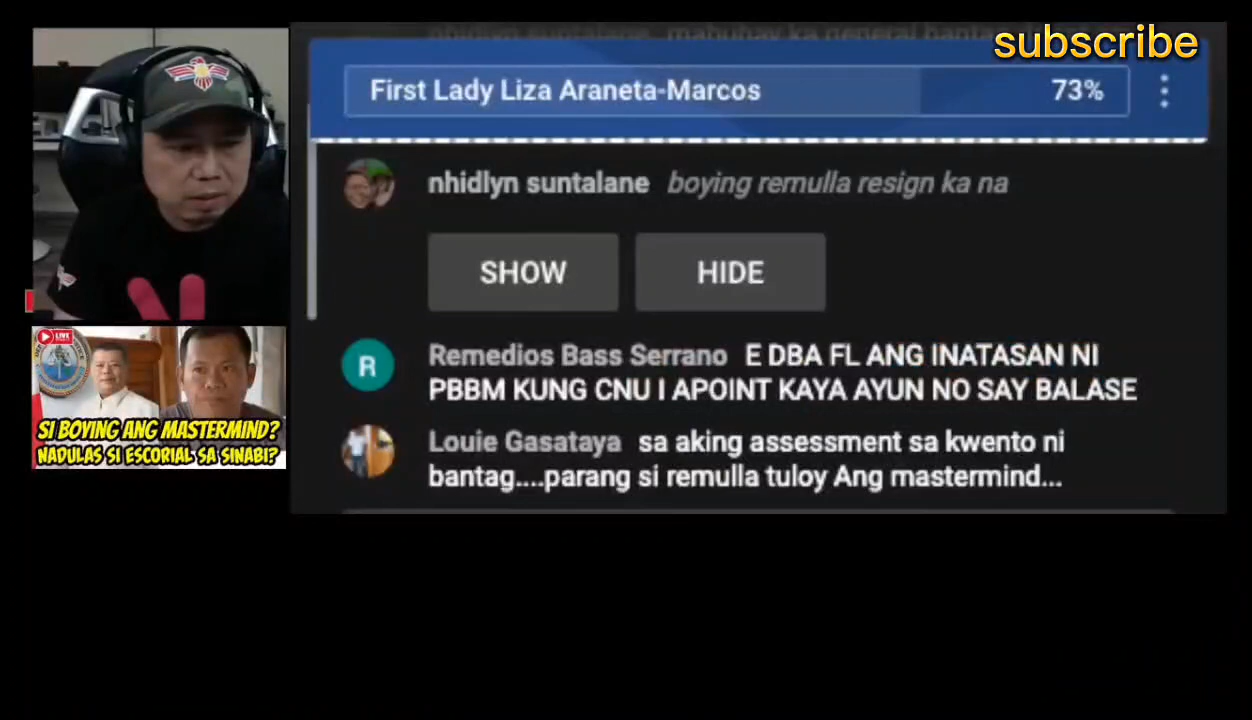 subscribe
First Lady Liza Araneta-Marcos 73%
nhidlyn suntalane boying remulla resign ka na
SHOW HIDE
Remedios Bass Serrano E DBA FL ANG INATASAN NI
PBBM KUNG CNU I APOINT KAYA AYUN NO SAY BALASE
Louie Gasataya sa aking assessment sa kwento ni
bantag....parang si remulla tuloy Ang mastermind...
R
LIVE
SI BOYING ANG MASTERMIND?
NADULAS SI ESCORIAL SA SINABI?